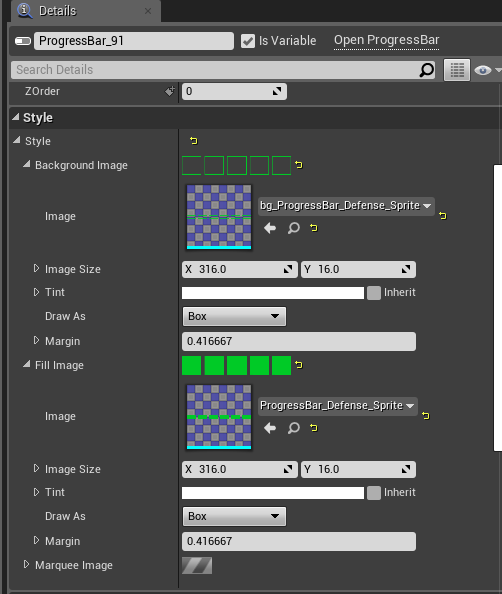 Details
ProgressBar_91 Is Variable Open ProgressBar
Search Details
ZOrder 0
Style
Style
Background Image
Image bg_ProgressBar_Defense_Sprite
Image Size X 316.0 Y 16.0
Tint Inherit
Draw As Box
Margin 0.416667
Fill Image
Image ProgressBar_Defense_Sprite
Image Size X 316.0 Y 16.0
Tint Inherit
Draw As Box
Margin 0.416667
Marquee Image